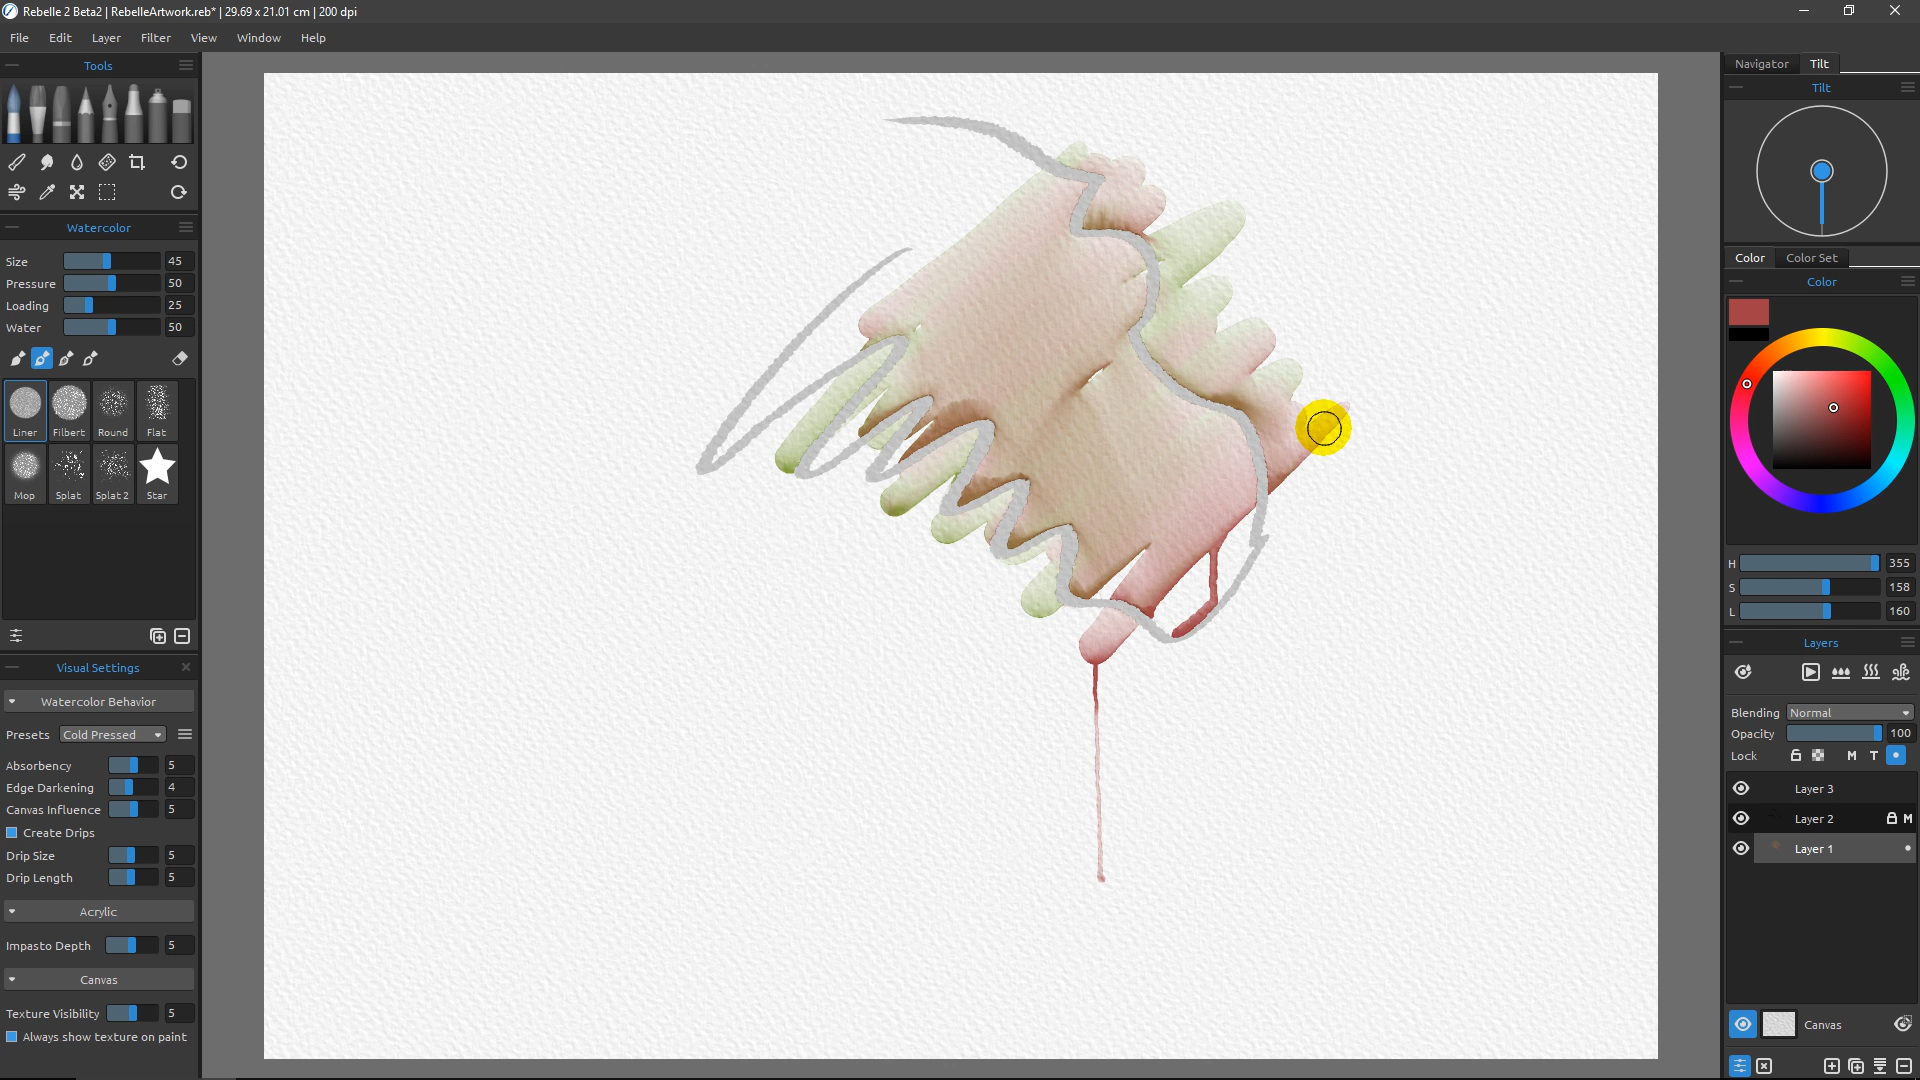 Rebelle 2 Beta2 | RebelleArtwork.reb* | 29.69 x 21.01 cm | 200 dpi
File Edit Layer Filter View Window Help
Tools
Watercolor
Size 45
Pressure 50
Loading 25
Water 50
Liner Filbert Round Flat
Mop Splat Splat 2 Star
Visual Settings
Watercolor Behavior
Presets Cold Pressed
Absorbency 5
Edge Darkening 4
Canvas Influence 5
Create Drips
Drip Size 5
Drip Length 5
Acrylic
Impasto Depth 5
Canvas
Texture Visibility 5
Always show texture on paint
Navigator Tilt
Tilt
Color Color Set
Color
H 355
S 158
L 160
Layers
Blending Normal
Opacity 100
Lock M T
Layer 3
Layer 2 M
Layer 1
Canvas